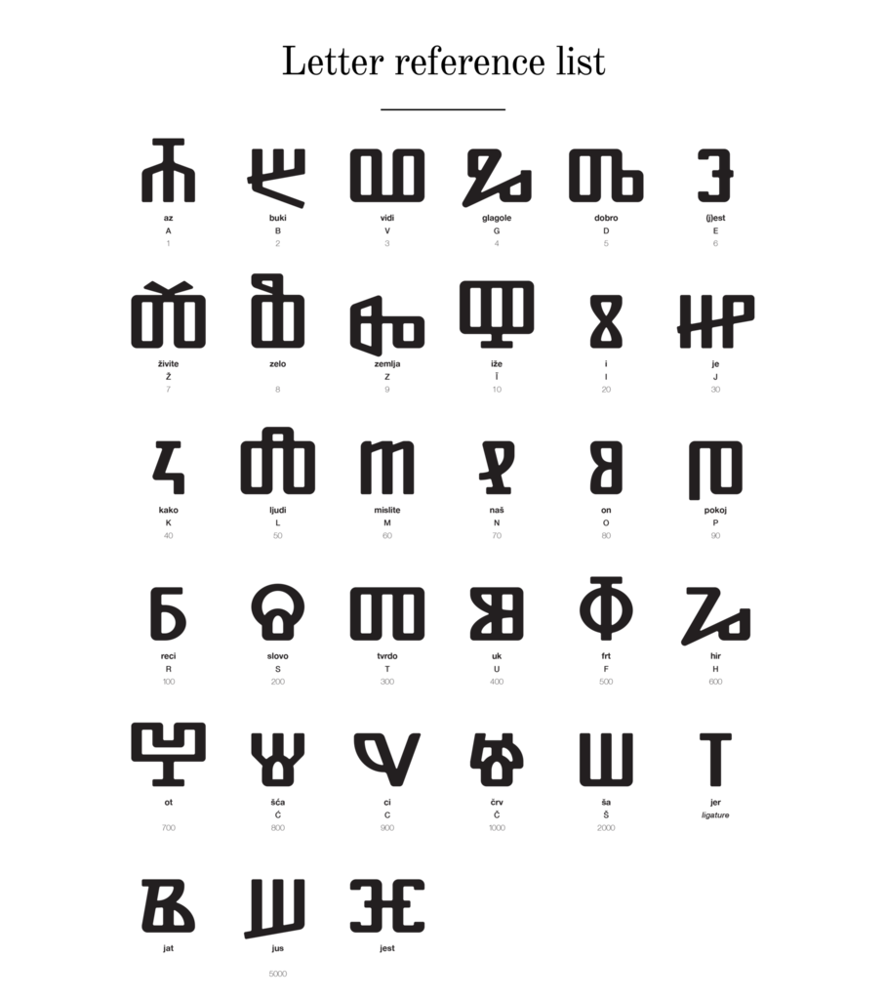 Letter reference list
Ⰰ Ⰱ Ⰲ Ⰳ Ⰴ Ⰵ
az buki vidi glagole dobro (j)est
A B V G D E
1 2 3 4 5 6
Ⰶ Ⰷ Ⰸ Ⰹ Ⰻ Ⰼ
živite zelo zemlja iže i je
Ž Z Ī I J
7 8 9 10 20 30
Ⰽ Ⰾ Ⰿ Ⱀ Ⱁ Ⱂ
kako ljudi mislite naš on pokoj
K L M N O P
40 50 60 70 80 90
Ⱃ Ⱄ Ⱅ Ⱆ Ⱇ Ⱈ
reci slovo tvrdo uk frt hir
R S T U F H
100 200 300 400 500 600
Ⱉ Ⱋ Ⱌ Ⱍ Ⱎ Ⱜ
ot šća ci črv ša jer
Ć C Č Š ligature
700 800 900 1000 2000
Ⱑ Ⱓ Ⱔ
jat jus jest
5000